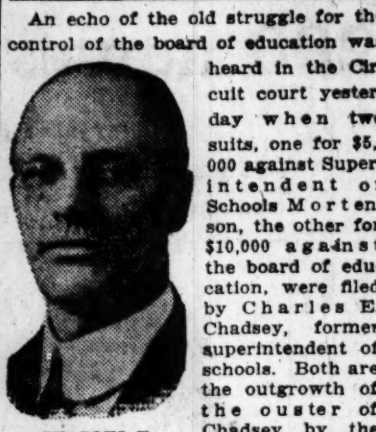 An echo of the old struggle for th
control of the board of education wa
heard in the Cir
cuit court yester
day when two
suits, one for $5,
000 against Super
intendent o
Schools Morten
son, the other for
$10,000 against
the board of edu
cation, were filed
by Charles E
Chadsey, former
superintendent of
schools. Both are
the outgrowth of
the ouster of
Chadsey by the